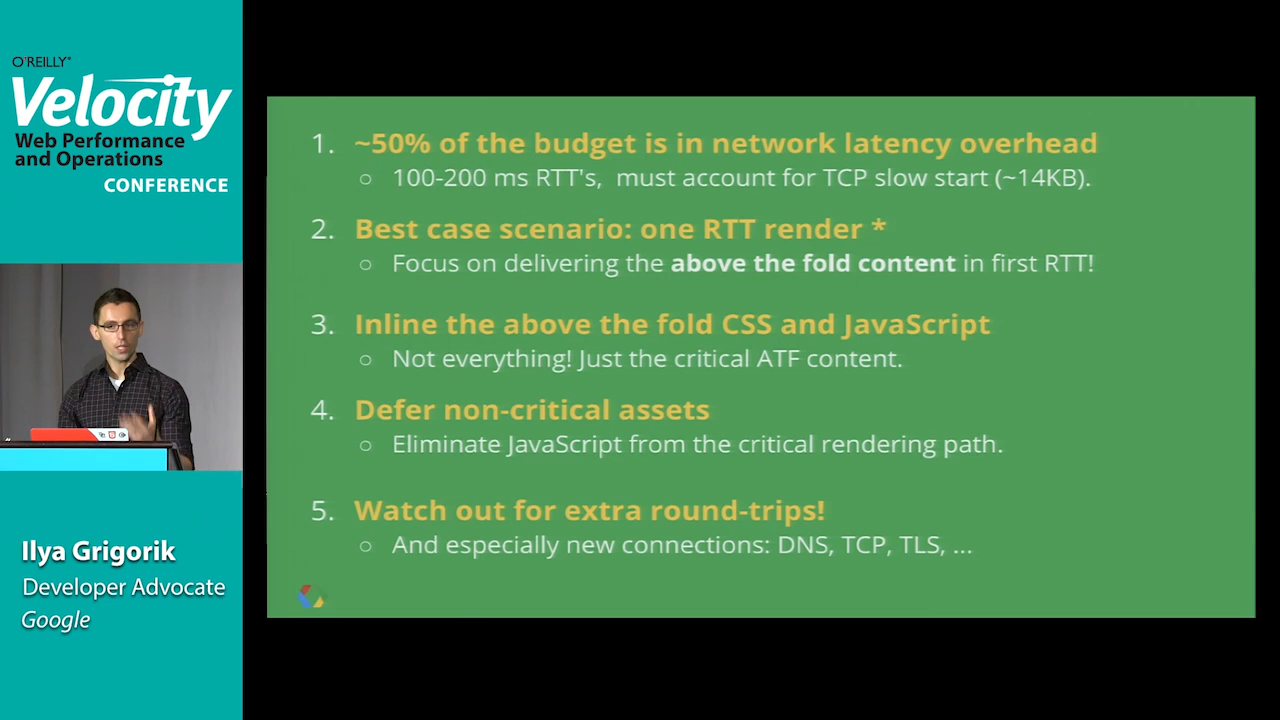 O'REILLY®
Velocity
Web Performance
and Operations
CONFERENCE
1. ~50% of the budget is in network latency overhead
○ 100-200 ms RTT's, must account for TCP slow start (~14KB).
2. Best case scenario: one RTT render *
○ Focus on delivering the above the fold content in first RTT!
3. Inline the above the fold CSS and JavaScript
○ Not everything! Just the critical ATF content.
4. Defer non-critical assets
○ Eliminate JavaScript from the critical rendering path.
5. Watch out for extra round-trips!
○ And especially new connections: DNS, TCP, TLS, ...
Ilya Grigorik
Developer Advocate
Google